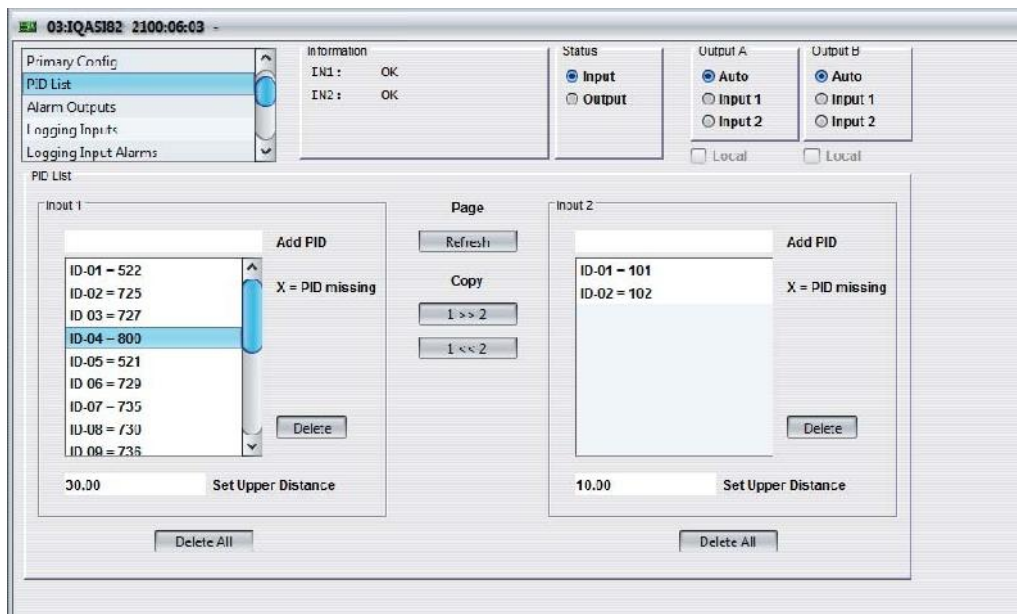 03:IQASI82 2100:06:03 -
Primary Config
PID List
Alarm Outputs
Logging Inputs
Logging Input Alarms
Information
IN1: OK
IN2: OK
Status
Input
Output
Output A
Auto
Input 1
Input 2
Local
Output B
Auto
Input 1
Input 2
Local
PID List
Input 1
Add PID
X = PID missing
ID-01 = 522
ID-02 = 725
ID-03 = 727
ID-04 = 800
ID-05 = 521
ID-06 = 729
ID-07 = 735
ID-08 = 730
ID-09 = 736
Delete
30.00 Set Upper Distance
Delete All
Page
Refresh
Copy
1 >> 2
1 << 2
Input 2
Add PID
X = PID missing
ID-01 = 101
ID-02 = 102
Delete
10.00 Set Upper Distance
Delete All